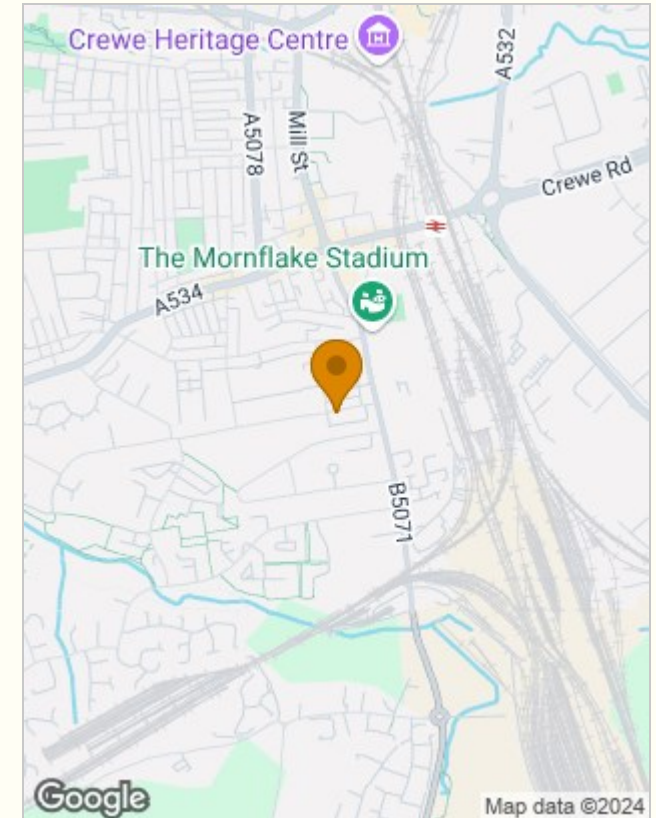 Crewe Heritage Centre
A532
A5078
Mill St
Crewe Rd
The Mornflake Stadium
A534
B5071
Google
Map data ©2024